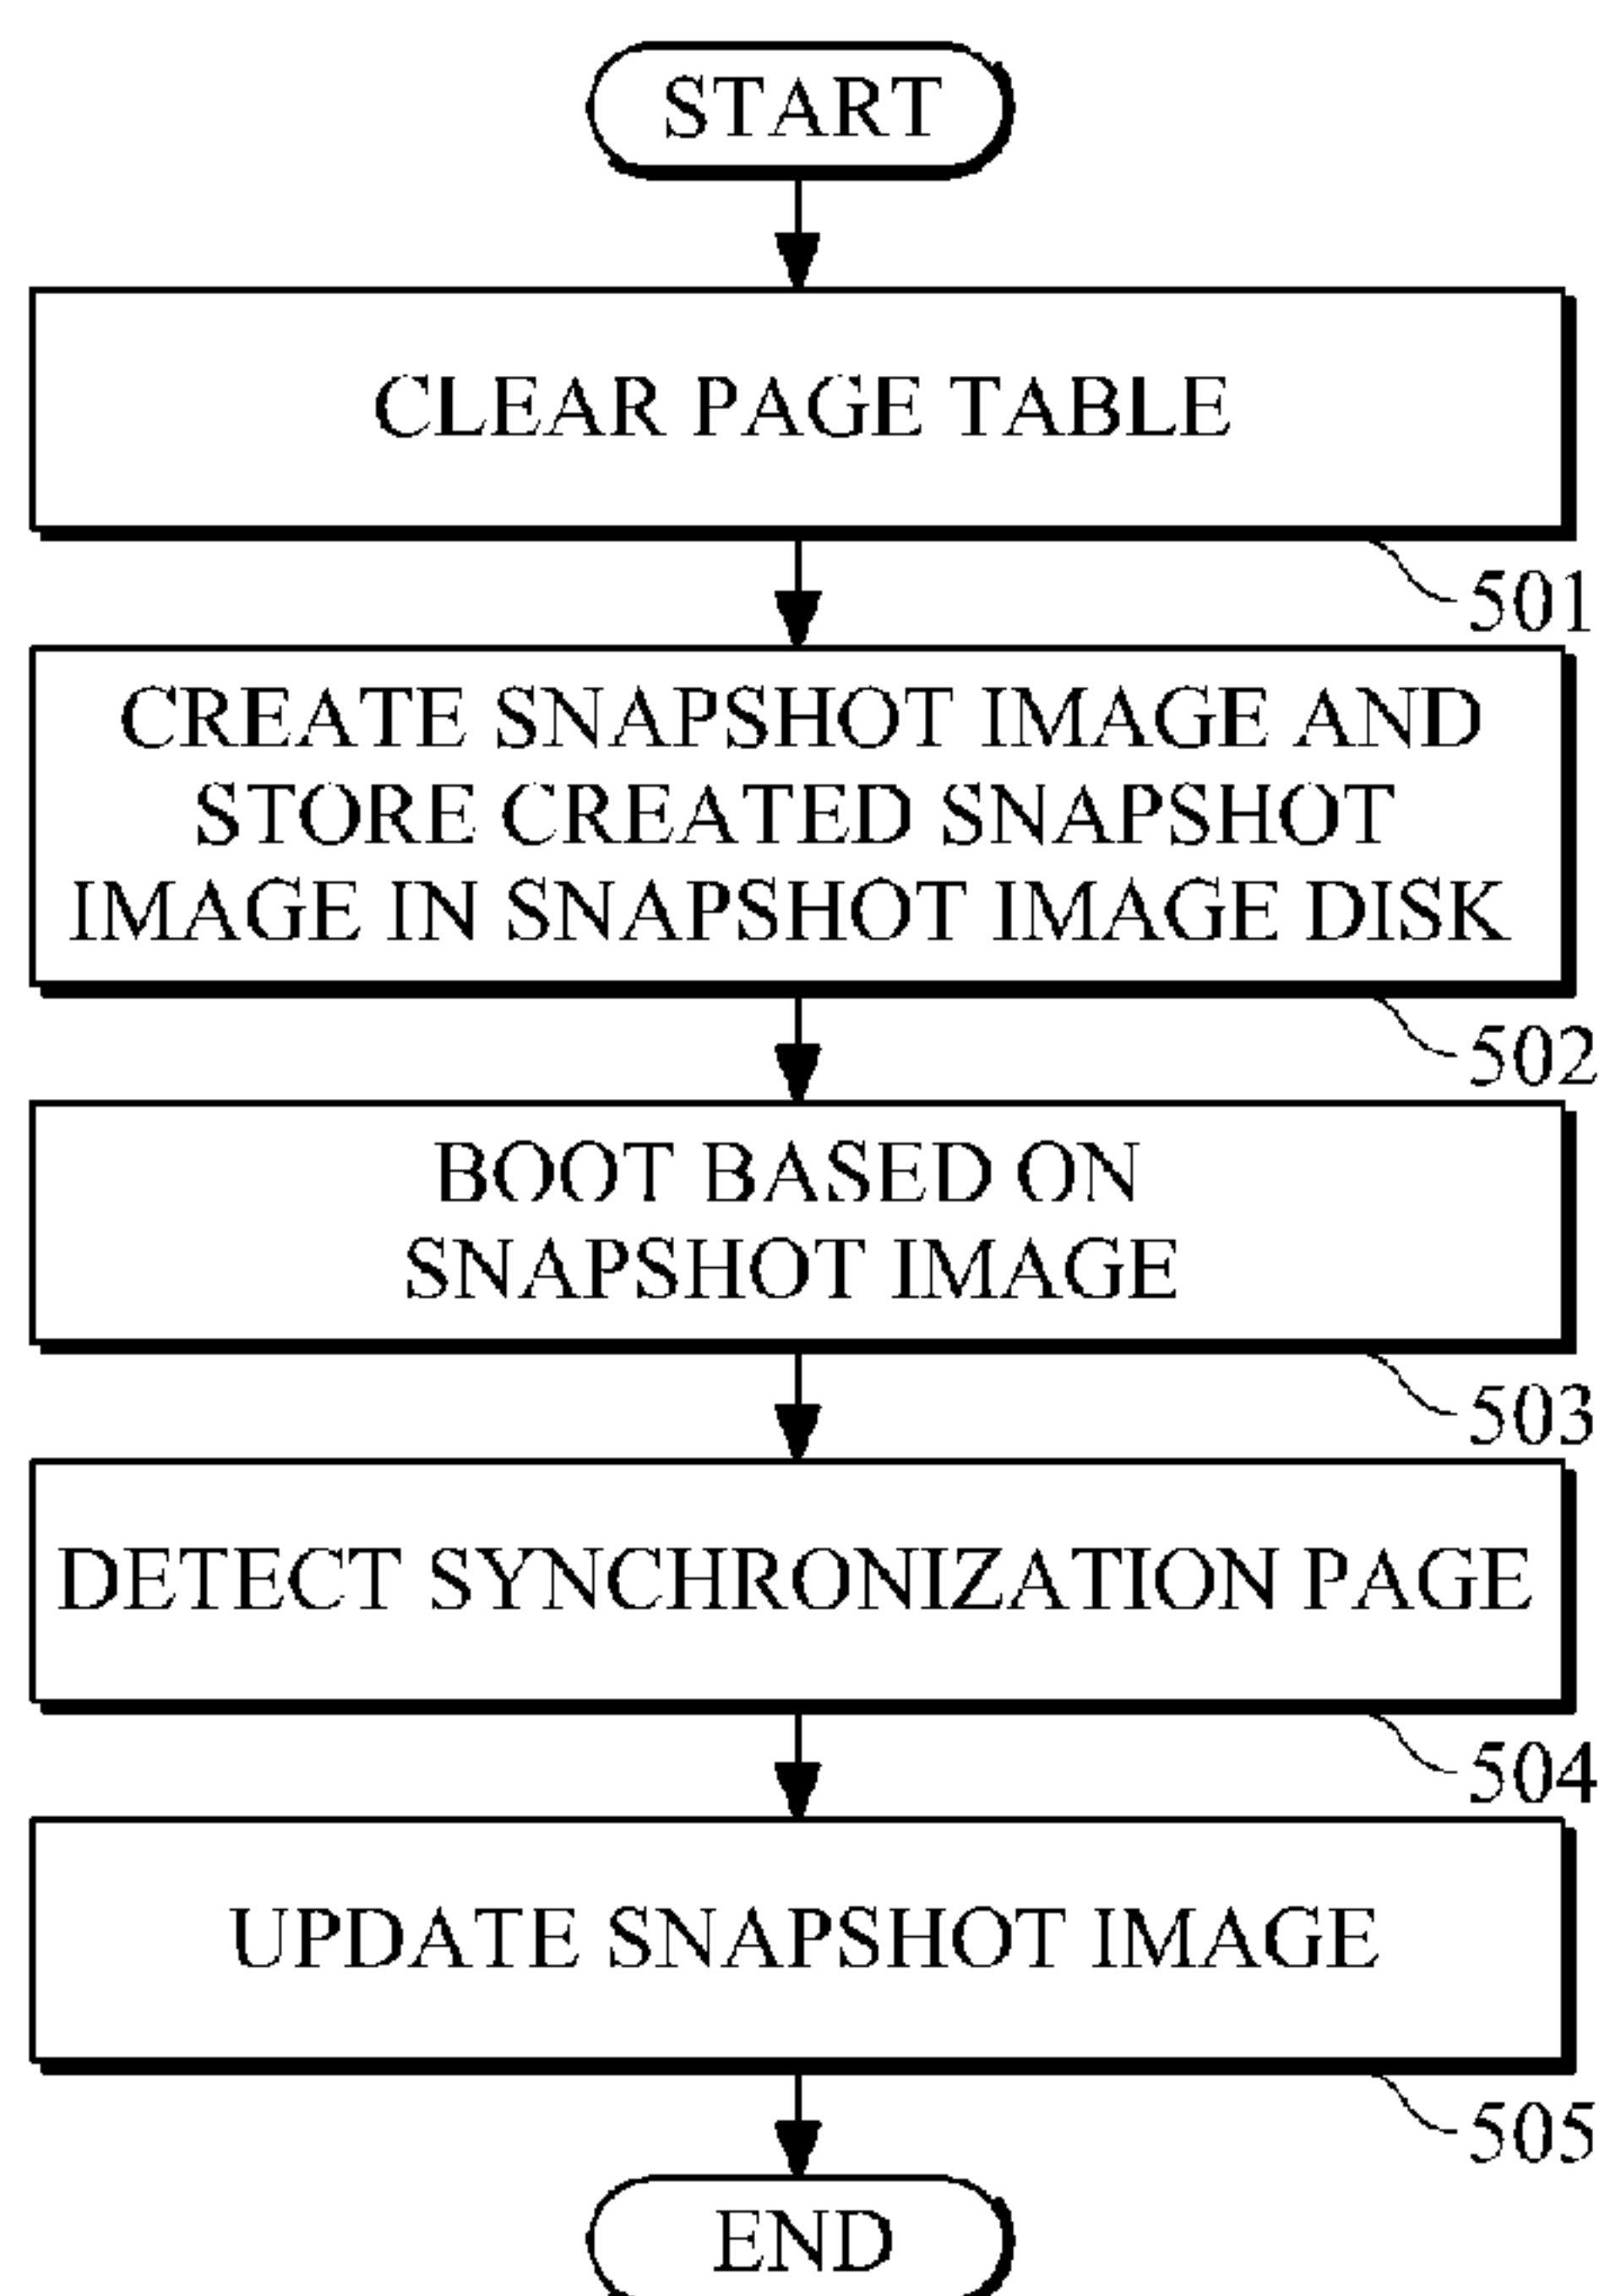 START
CLEAR PAGE TABLE
501
CREATE SNAPSHOT IMAGE AND
STORE CREATED SNAPSHOT
IMAGE IN SNAPSHOT IMAGE DISK
502
BOOT BASED ON
SNAPSHOT IMAGE
503
DETECT SYNCHRONIZATION PAGE
504
UPDATE SNAPSHOT IMAGE
505
END